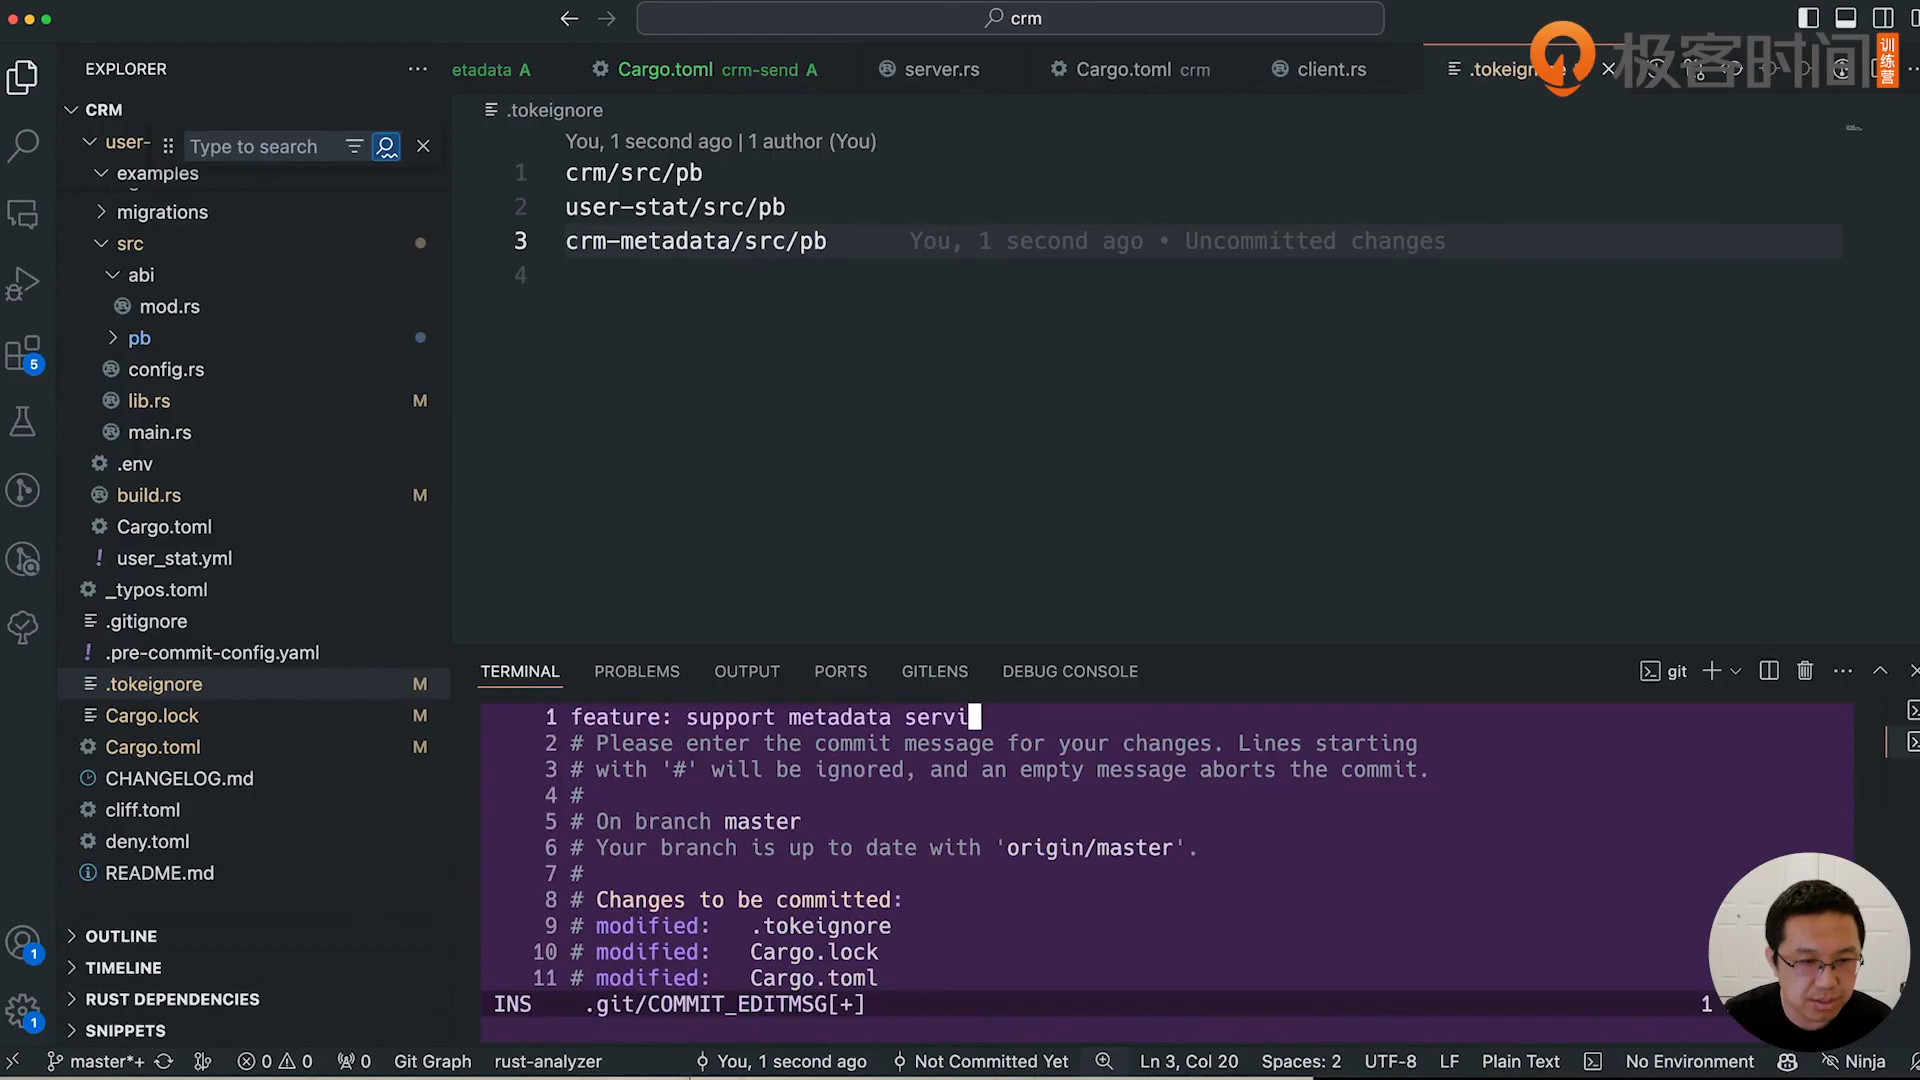 crm
EXPLORER
CRM
user-
Type to search
examples
migrations
src
abi
mod.rs
pb
config.rs
lib.rs M
main.rs
.env
build.rs M
Cargo.toml
user_stat.yml
_typos.toml
.gitignore
.pre-commit-config.yaml
.tokeignore M
Cargo.lock M
Cargo.toml M
CHANGELOG.md
cliff.toml
deny.toml
README.md
OUTLINE
TIMELINE
RUST DEPENDENCIES
SNIPPETS
5
1
1
etadata A
Cargo.toml crm-send A
server.rs
Cargo.toml crm
client.rs
.tokeign
极客时间
训练营
.tokeignore
You, 1 second ago | 1 author (You)
1 crm/src/pb
2 user-stat/src/pb
3 crm-metadata/src/pb You, 1 second ago • Uncommitted changes
4
TERMINAL PROBLEMS OUTPUT PORTS GITLENS DEBUG CONSOLE
git
1 feature: support metadata servi
2 # Please enter the commit message for your changes. Lines starting
3 # with '#' will be ignored, and an empty message aborts the commit.
4 #
5 # On branch master
6 # Your branch is up to date with 'origin/master'.
7 #
8 # Changes to be committed:
9 # modified: .tokeignore
10 # modified: Cargo.lock
11 # modified: Cargo.toml
INS .git/COMMIT_EDITMSG[+] 1
master*+ 0 0 0 Git Graph rust-analyzer You, 1 second ago Not Committed Yet Ln 3, Col 20 Spaces: 2 UTF-8 LF Plain Text No Environment Ninja